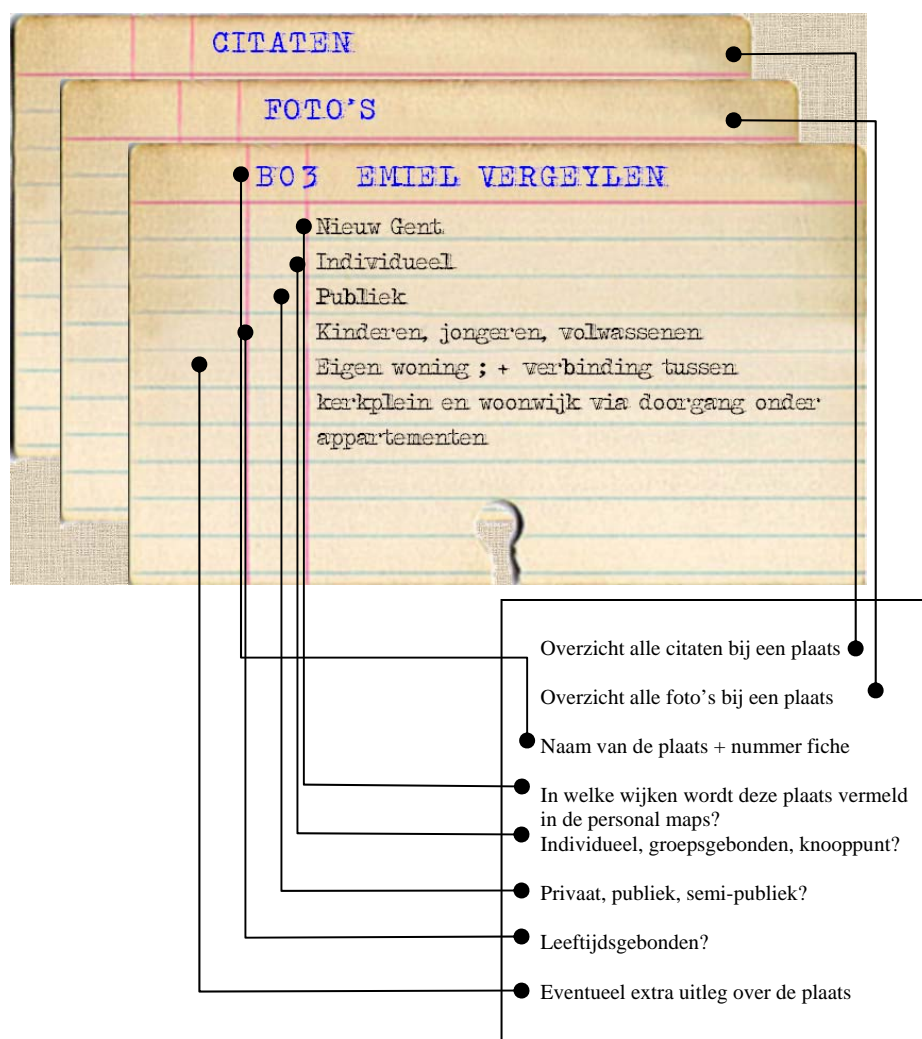 CITATEN
FOTO'S
B03 EMIEL VERGEYLEN
Nieuw Gent
Individueel
Publiek
Kinderen, jongeren, volwassenen
Eigen woning ; + verbinding tussen
kerkplein en woonwijk via doorgang onder
appartementen
Overzicht alle citaten bij een plaats
Overzicht alle foto's bij een plaats
Naam van de plaats + nummer fiche
In welke wijken wordt deze plaats vermeld
in de personal maps?
Individueel, groepsgebonden, knooppunt?
Privaat, publiek, semi-publiek?
Leeftijdsgebonden?
Eventueel extra uitleg over de plaats